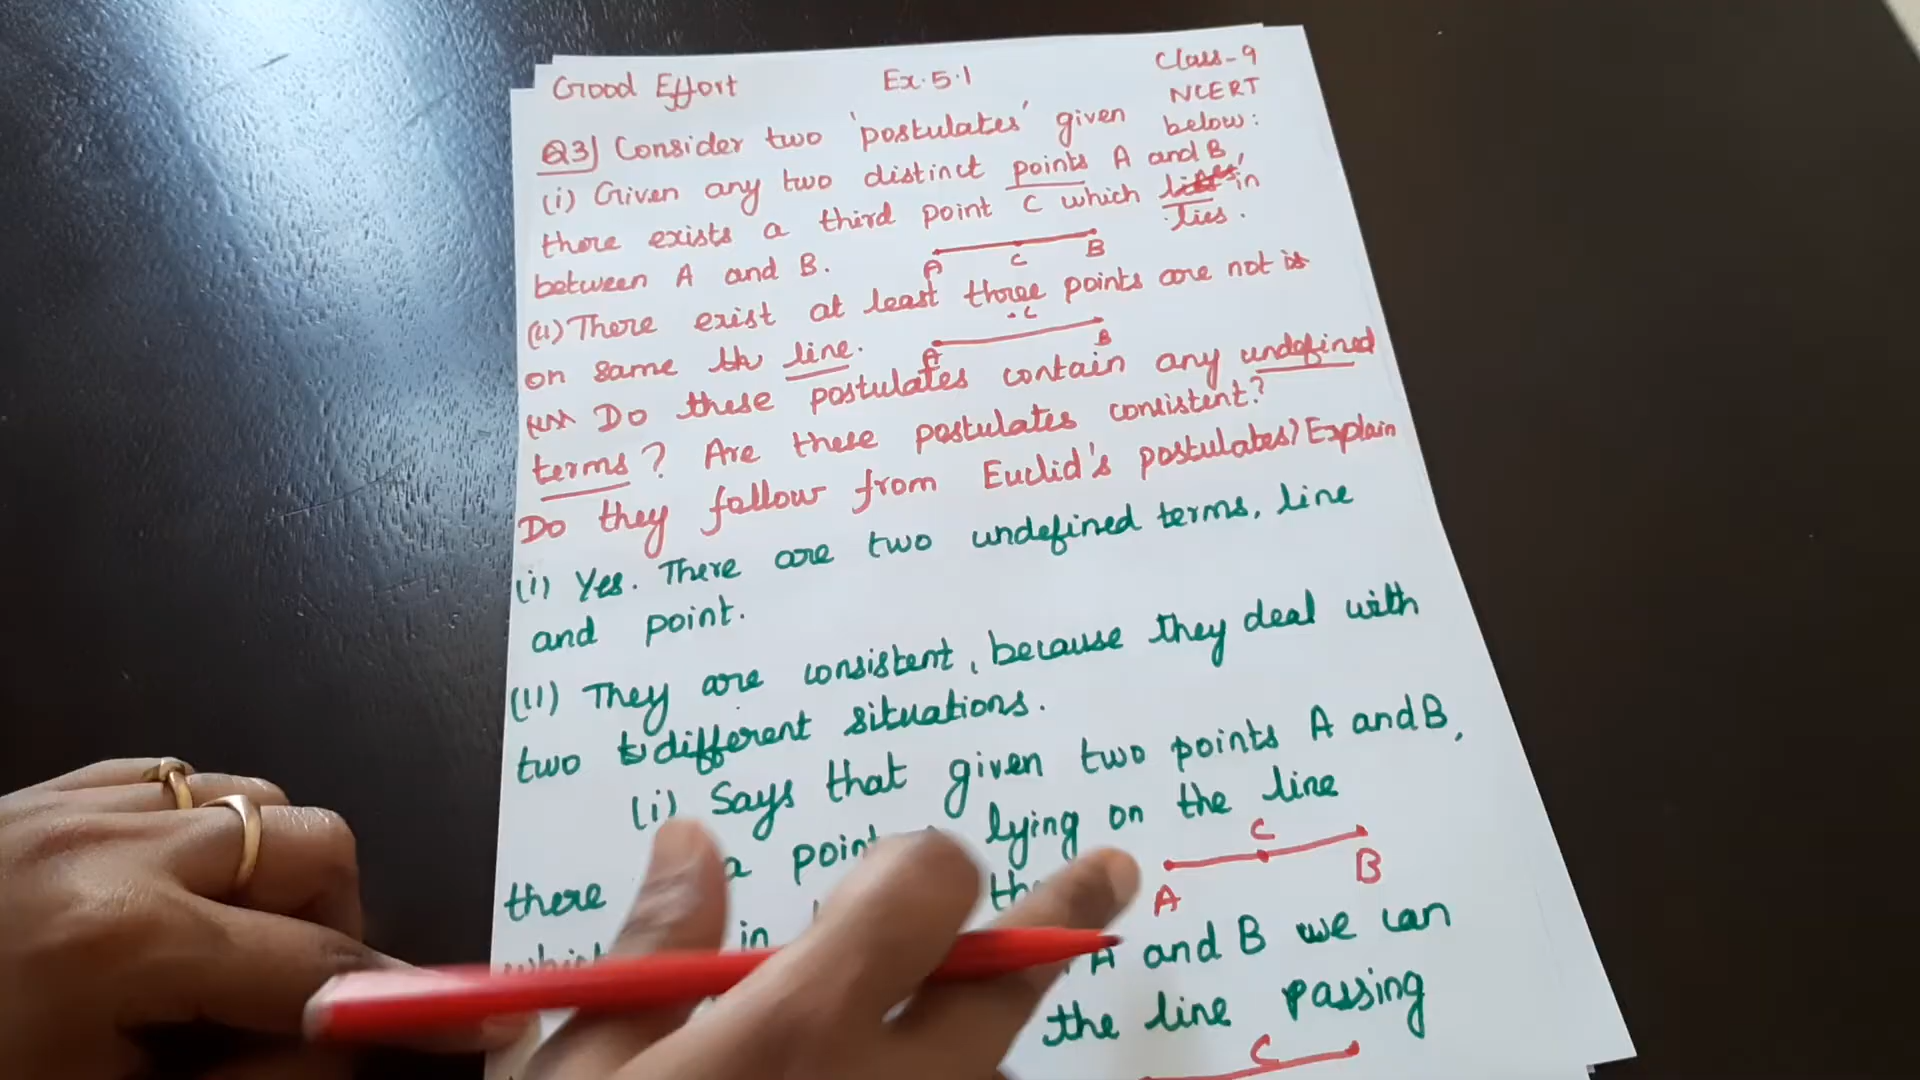 Good Effort Ex.5.1 Class-9
NCERT
Q3) Consider two 'postulates' given below:
(i) Given any two distinct points A and B,
there exists a third point C which lies in
lies.
between A and B.
A C B
(ii) There exist at least three points are not is
on same the line.
A C B
Do these postulates contain any undefined
terms? Are these postulates consistent?
Do they follow from Euclid's postulates? Explain
(i) Yes. There are two undefined terms, line
and point.
(ii) They are consistent, because they deal with
two different situations.
(i) Says that given two points A and B,
there a point lying on the line
in
A C B
A and B we can
the line passing
C